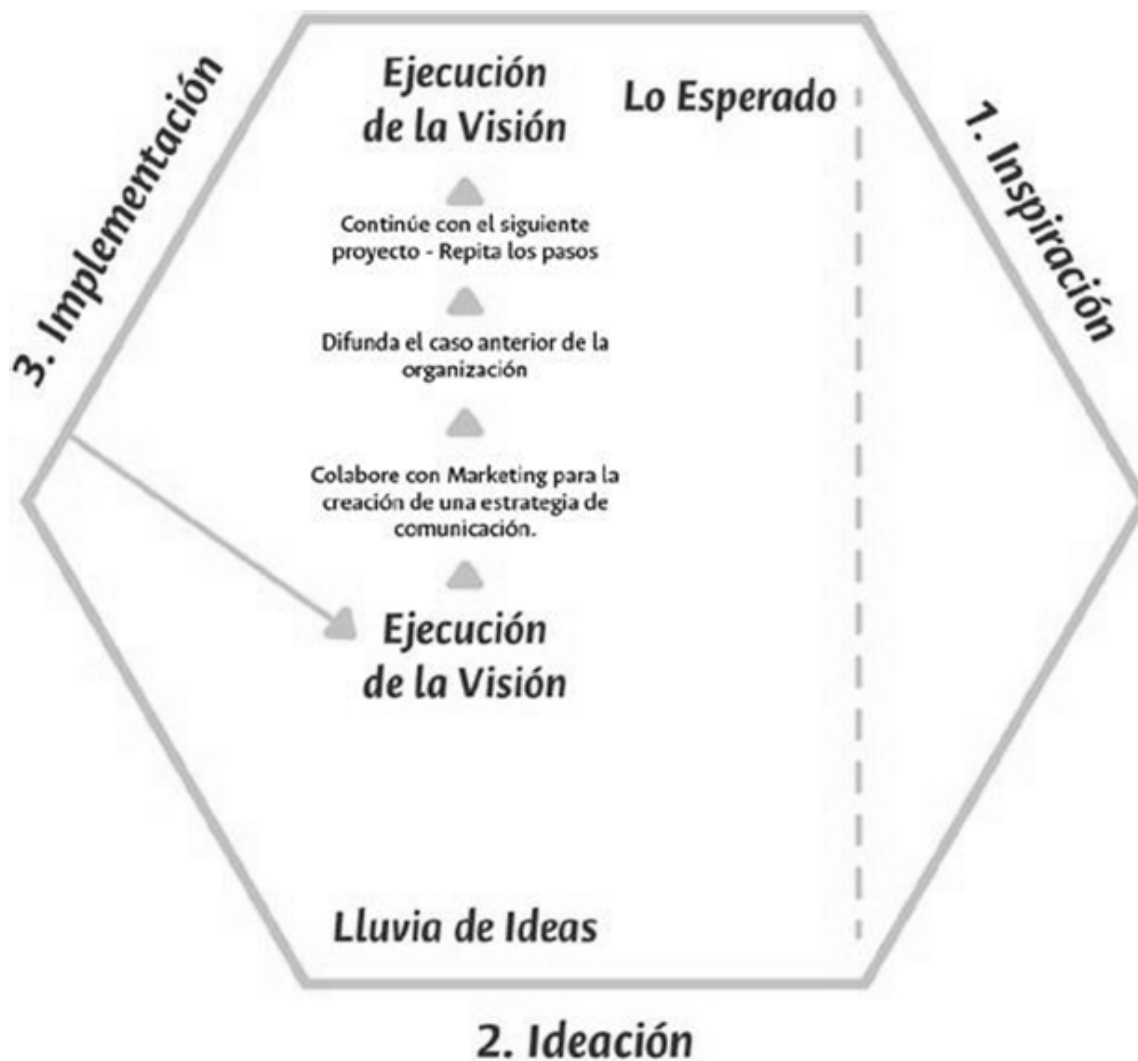 Ejecución
de la Visión
Lo Esperado
1. Inspiración
3. Implementación
Continúe con el siguiente
proyecto - Repita los pasos
Difunda el caso anterior de la
organización
Colabore con Marketing para la
creación de una estrategia de
comunicación.
Ejecución
de la Visión
Lluvia de Ideas
2. Ideación